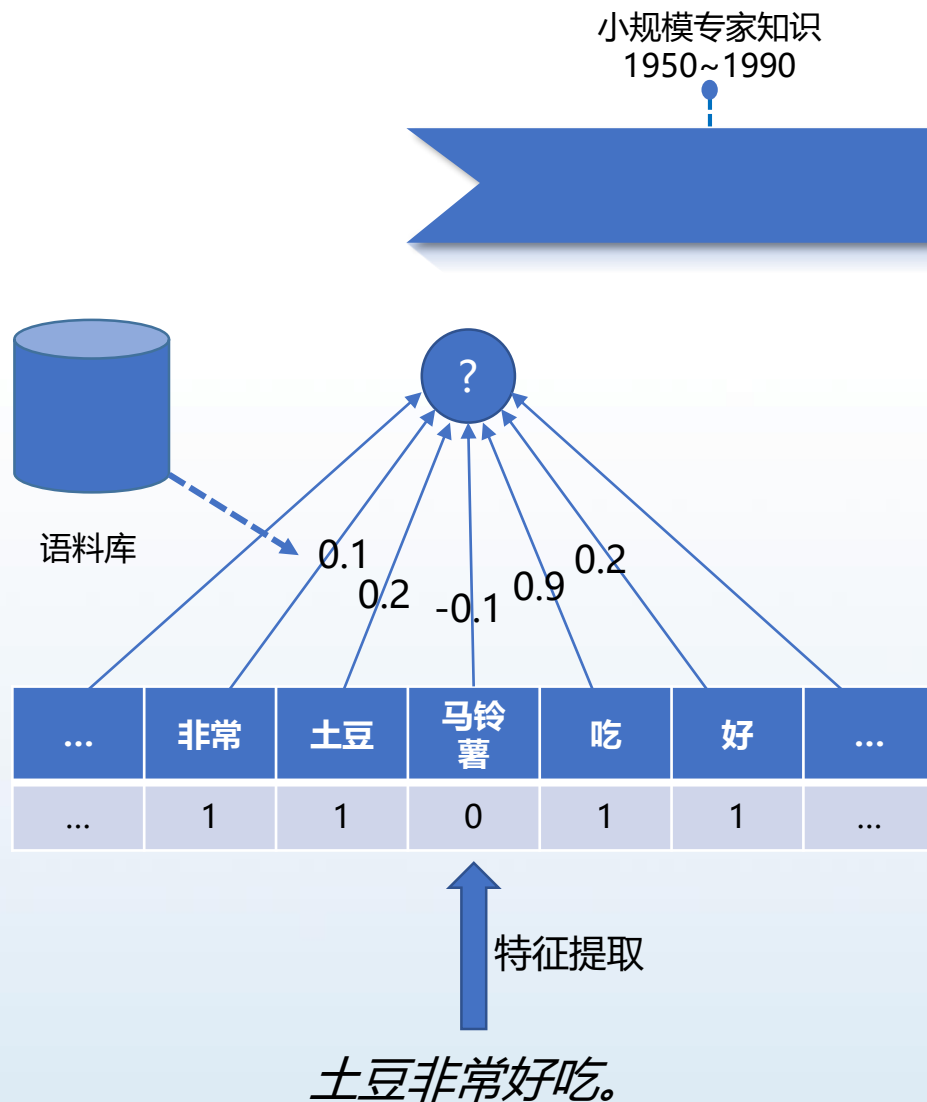 小规模专家知识
1950~1990
?
语料库
0.1
0.2
-0.1
0.9
0.2
... 非常 土豆 马铃薯 吃 好 ...
... 1 1 0 1 1 ...
特征提取
土豆非常好吃。